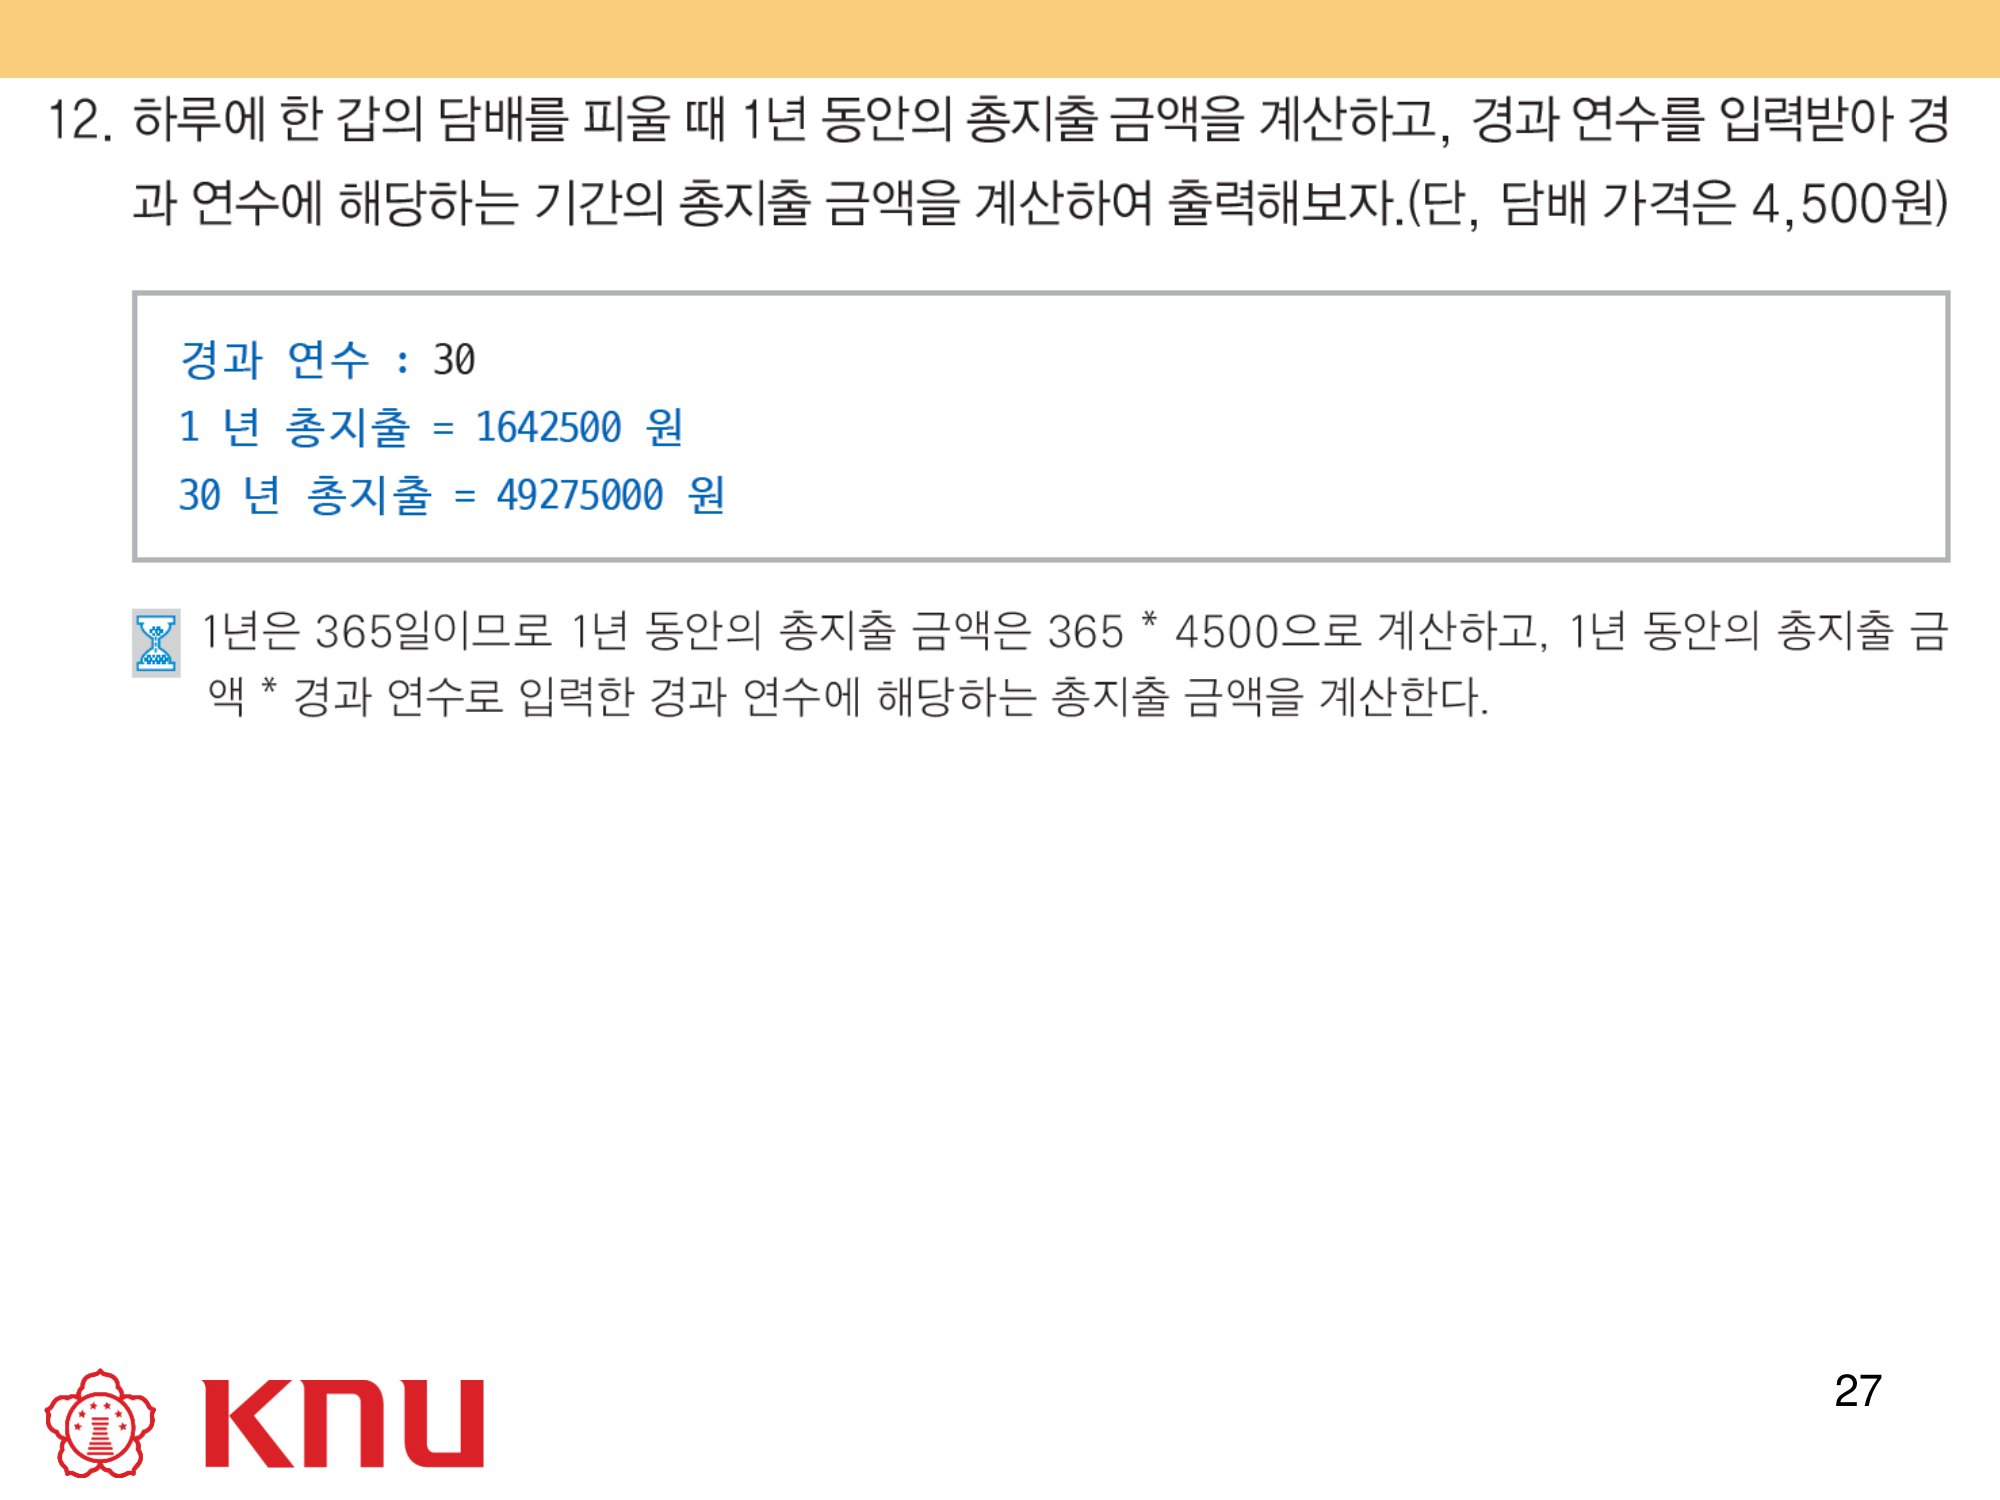 12. 하루에 한 갑의 담배를 피울 때 1년 동안의 총지출 금액을 계산하고, 경과 연수를 입력받아 경
과 연수에 해당하는 기간의 총지출 금액을 계산하여 출력해보자.(단, 담배 가격은 4,500원)
경과 연수 : 30
1 년 총지출 = 1642500 원
30 년 총지출 = 49275000 원
1년은 365일이므로 1년 동안의 총지출 금액은 365 * 4500으로 계산하고, 1년 동안의 총지출 금
액 * 경과 연수로 입력한 경과 연수에 해당하는 총지출 금액을 계산한다.
KNU
27